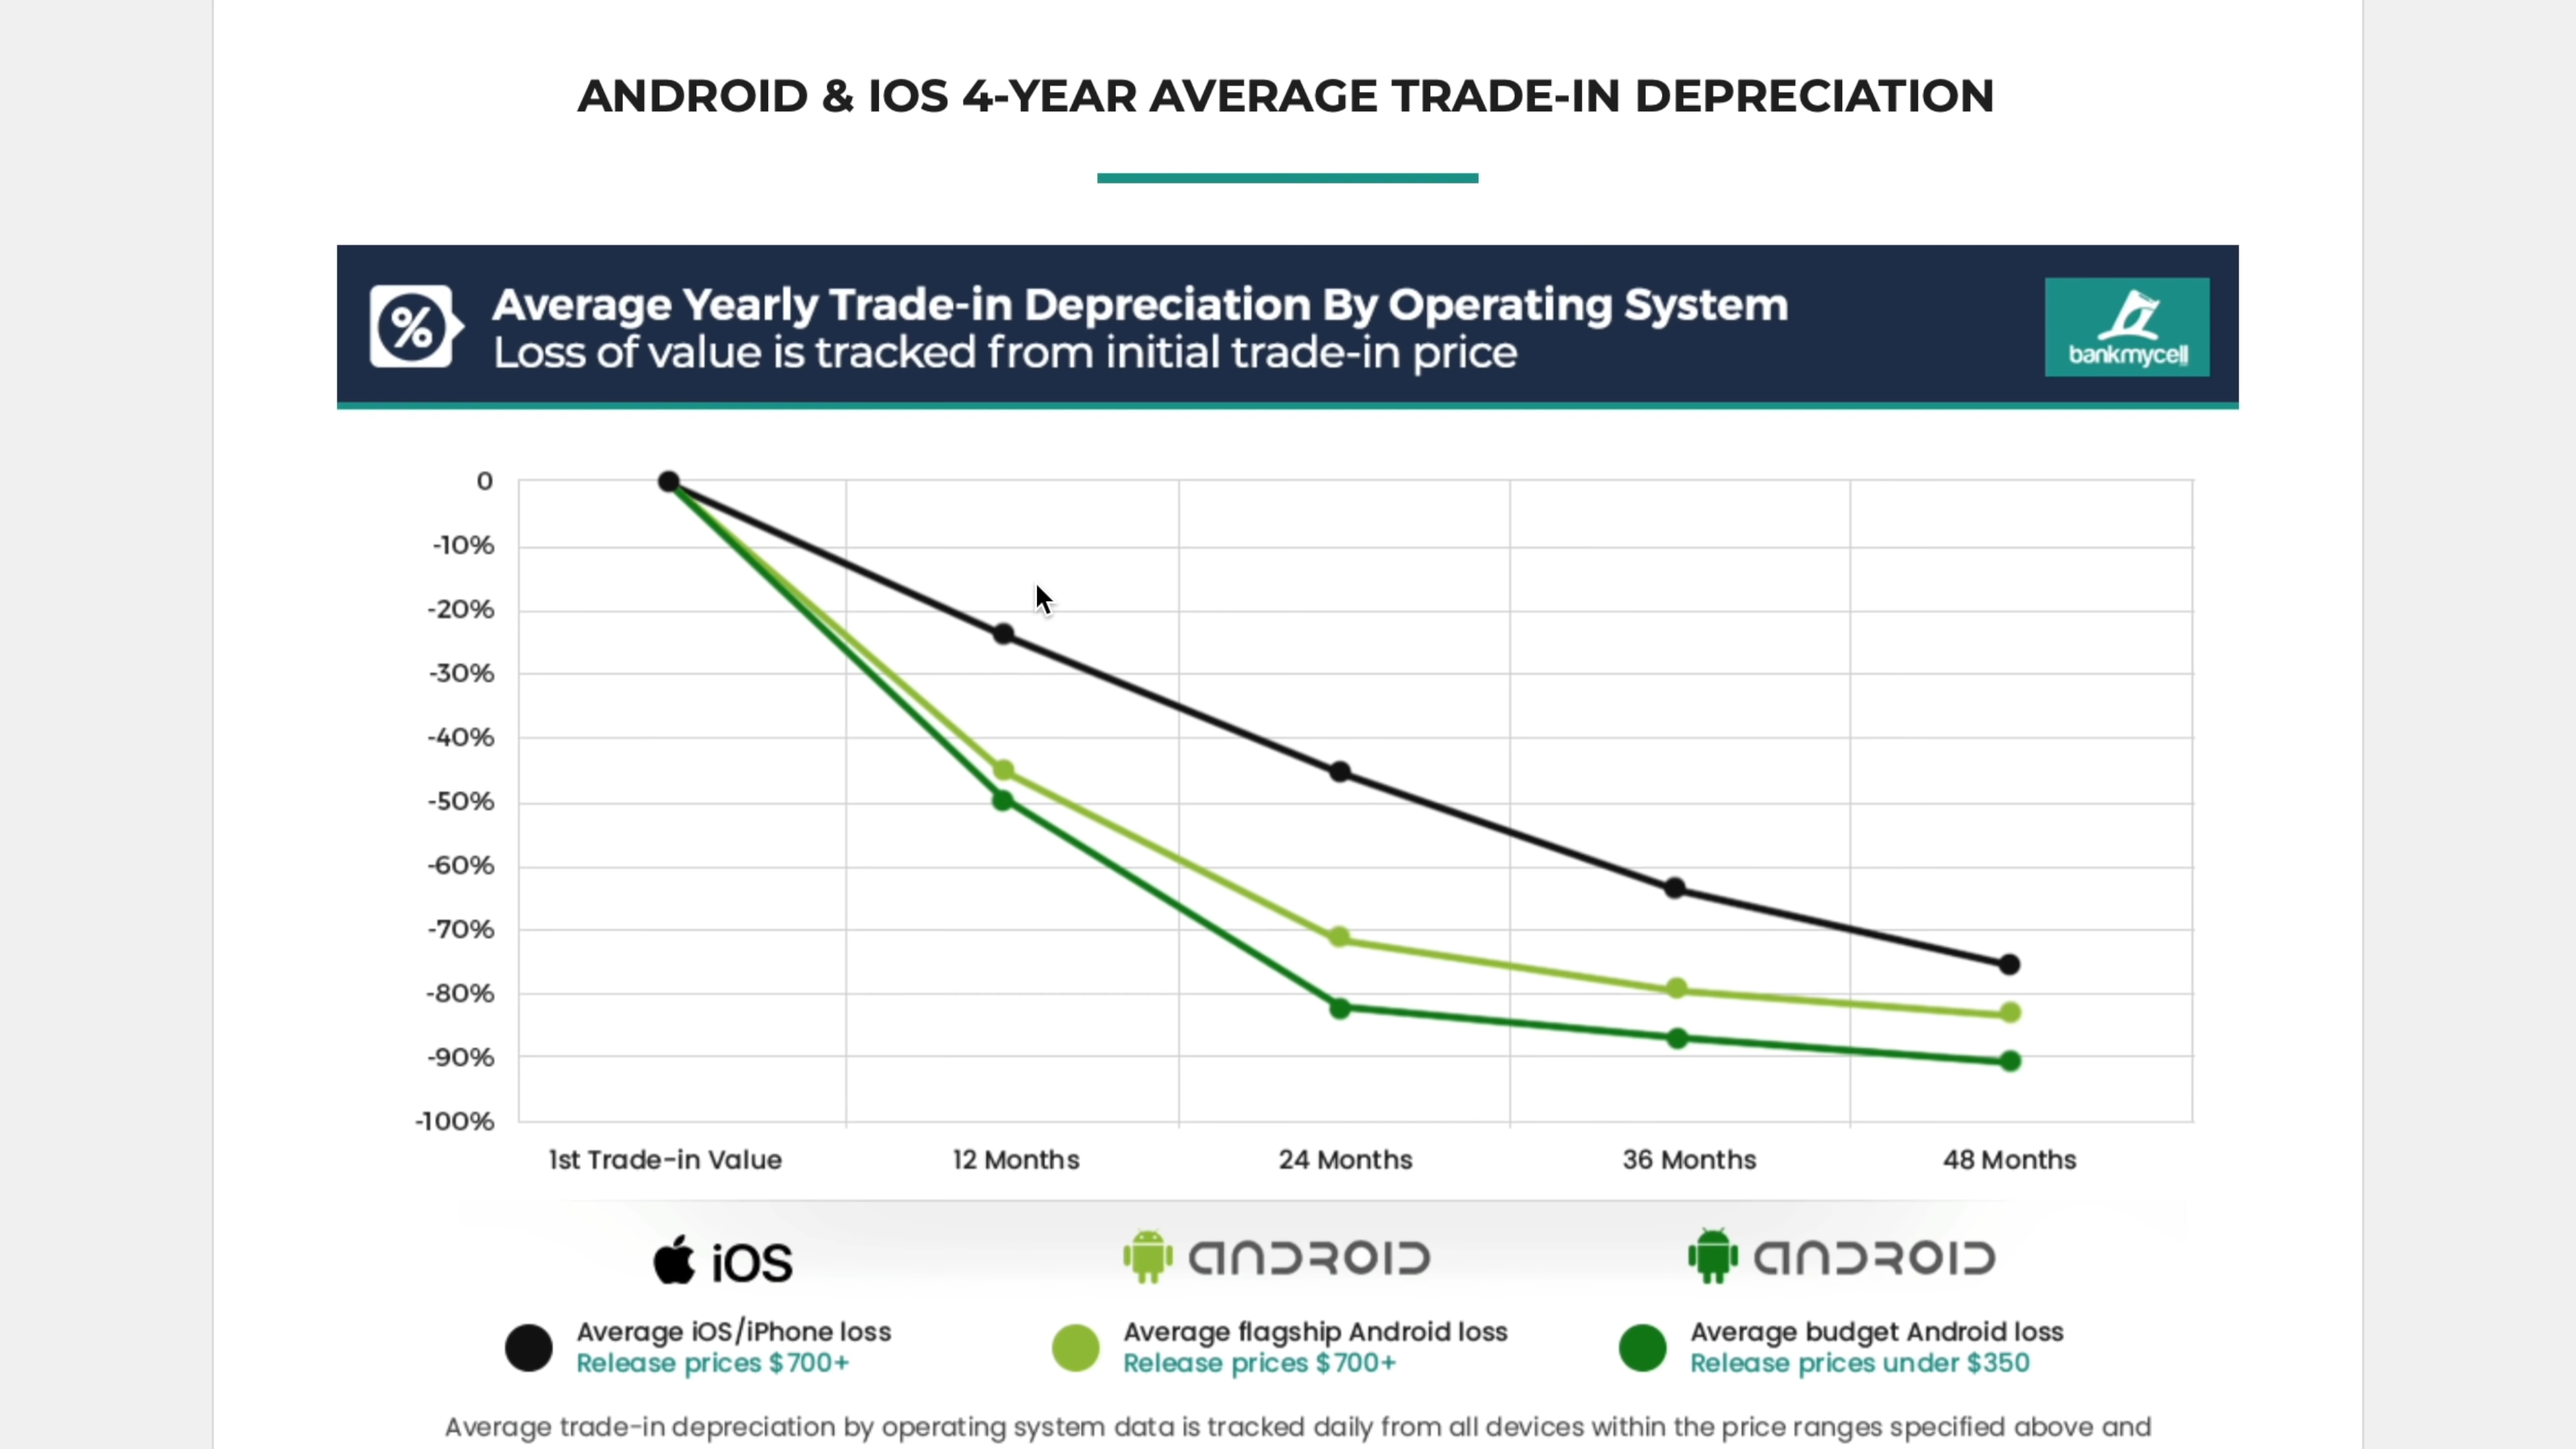 ANDROID & IOS 4-YEAR AVERAGE TRADE-IN DEPRECIATION
%
Average Yearly Trade-in Depreciation By Operating System
Loss of value is tracked from initial trade-in price
bankmycell
0
-10%
-20%
-30%
-40%
-50%
-60%
-70%
-80%
-90%
-100%
1st Trade-in Value
12 Months
24 Months
36 Months
48 Months
iOS
ANDROID
ANDROID
Average iOS/iPhone loss
Release prices $700+
Average flagship Android loss
Release prices $700+
Average budget Android loss
Release prices under $350
Average trade-in depreciation by operating system data is tracked daily from all devices within the price ranges specified above and